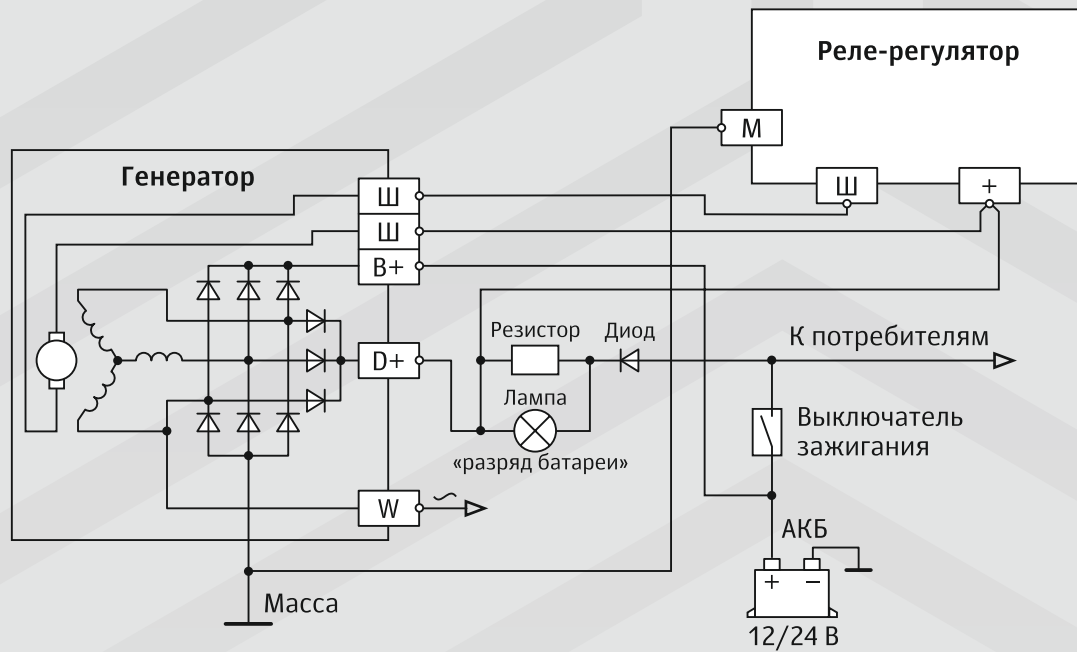 Реле-регулятор
М
Генератор
Ш
Ш
+
Ш
В+
Резистор
Диод
К потребителям
D+
Лампа
Выключатель
зажигания
«разряд батареи»
W
~
АКБ
+
−
Масса
12/24 В